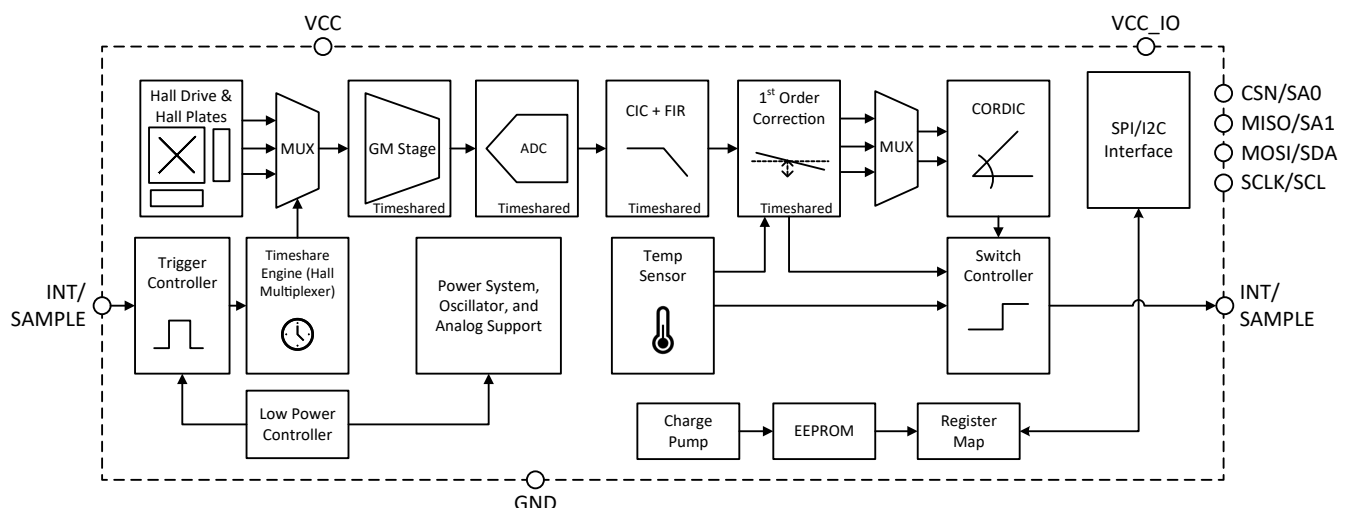 VCC
VCC_IO
Hall Drive &
Hall Plates
MUX
GM Stage
Timeshared
ADC
Timeshared
CIC + FIR
Timeshared
1st Order
Correction
Timeshared
MUX
CORDIC
SPI/I2C
Interface
CSN/SA0
MISO/SA1
MOSI/SDA
SCLK/SCL
INT/
SAMPLE
Trigger
Controller
Timeshare
Engine (Hall
Multiplexer)
Power System,
Oscillator, and
Analog Support
Temp
Sensor
Switch
Controller
INT/
SAMPLE
Low Power
Controller
Charge
Pump
EEPROM
Register
Map
GND